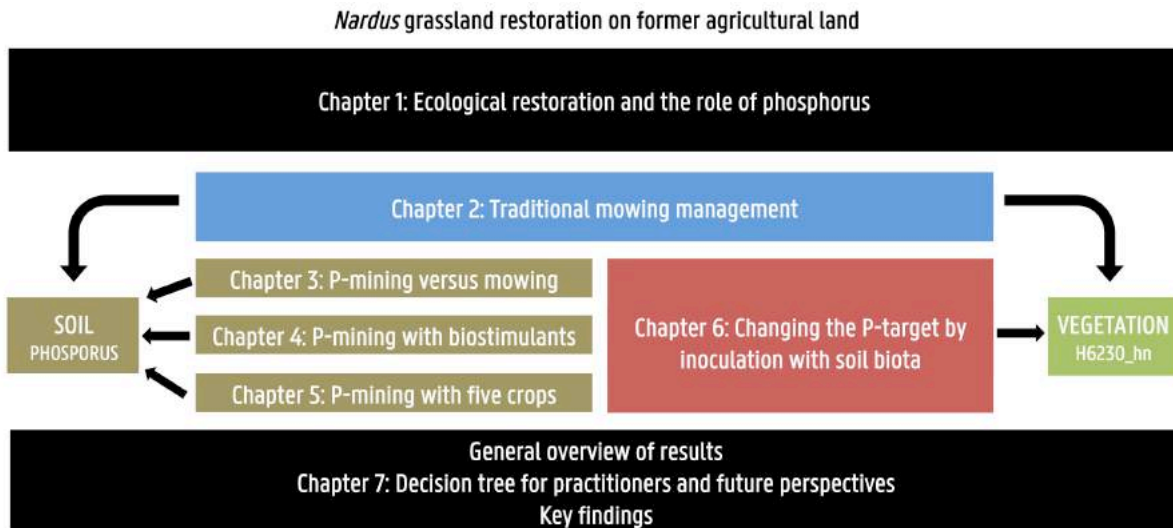 Nardus grassland restoration on former agricultural land
Chapter 1: Ecological restoration and the role of phosphorus
Chapter 2: Traditional mowing management
Chapter 3: P-mining versus mowing
Chapter 4: P-mining with biostimulants
Chapter 5: P-mining with five crops
SOIL
PHOSPORUS
Chapter 6: Changing the P-target by
inoculation with soil biota
VEGETATION
H6230_hn
General overview of results
Chapter 7: Decision tree for practitioners and future perspectives
Key findings